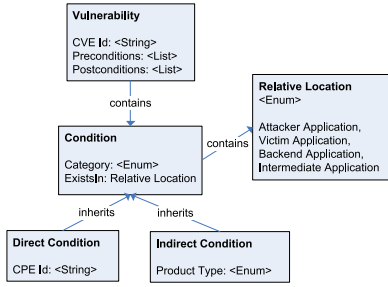 Vulnerability
CVE Id: <String>
Preconditions: <List>
Postconditions: <List>
contains
Relative Location
<Enum>
Attacker Application,
Victim Application,
Backend Application,
Intermediate Application
Condition
Category: <Enum>
ExistsIn: Relative Location
contains
inherits
inherits
Direct Condition
CPE Id: <String>
Indirect Condition
Product Type: <Enum>